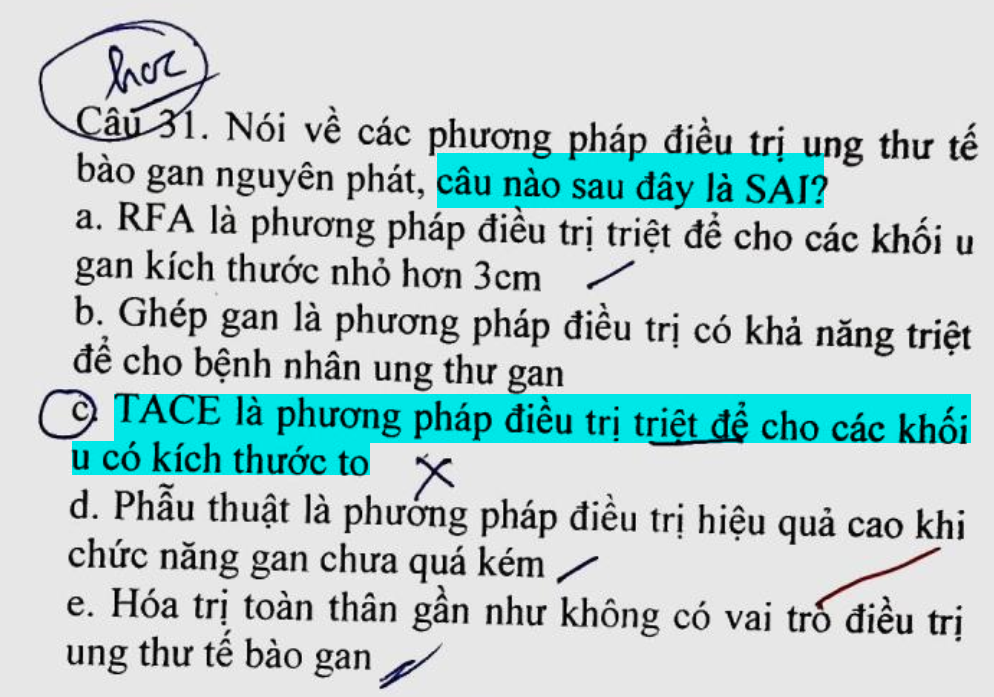 học
Câu 31. Nói về các phương pháp điều trị ung thư tế
bào gan nguyên phát, câu nào sau đây là SAI?
a. RFA là phương pháp điều trị triệt để cho các khối u
gan kích thước nhỏ hơn 3cm
b. Ghép gan là phương pháp điều trị có khả năng triệt
để cho bệnh nhân ung thư gan
c. TACE là phương pháp điều trị triệt để cho các khối
u có kích thước to
d. Phẫu thuật là phương pháp điều trị hiệu quả cao khi
chức năng gan chưa quá kém
e. Hóa trị toàn thân gần như không có vai trò điều trị
ung thư tế bào gan